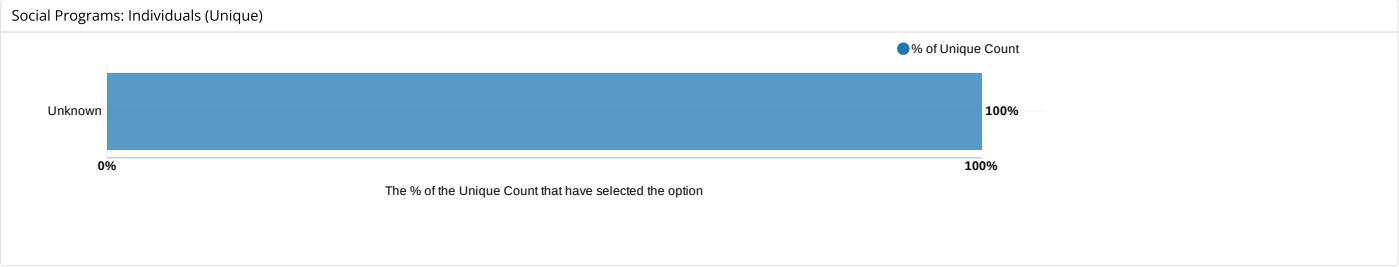 Social Programs: Individuals (Unique)
% of Unique Count
Unknown
100%
0%
100%
The % of the Unique Count that have selected the option